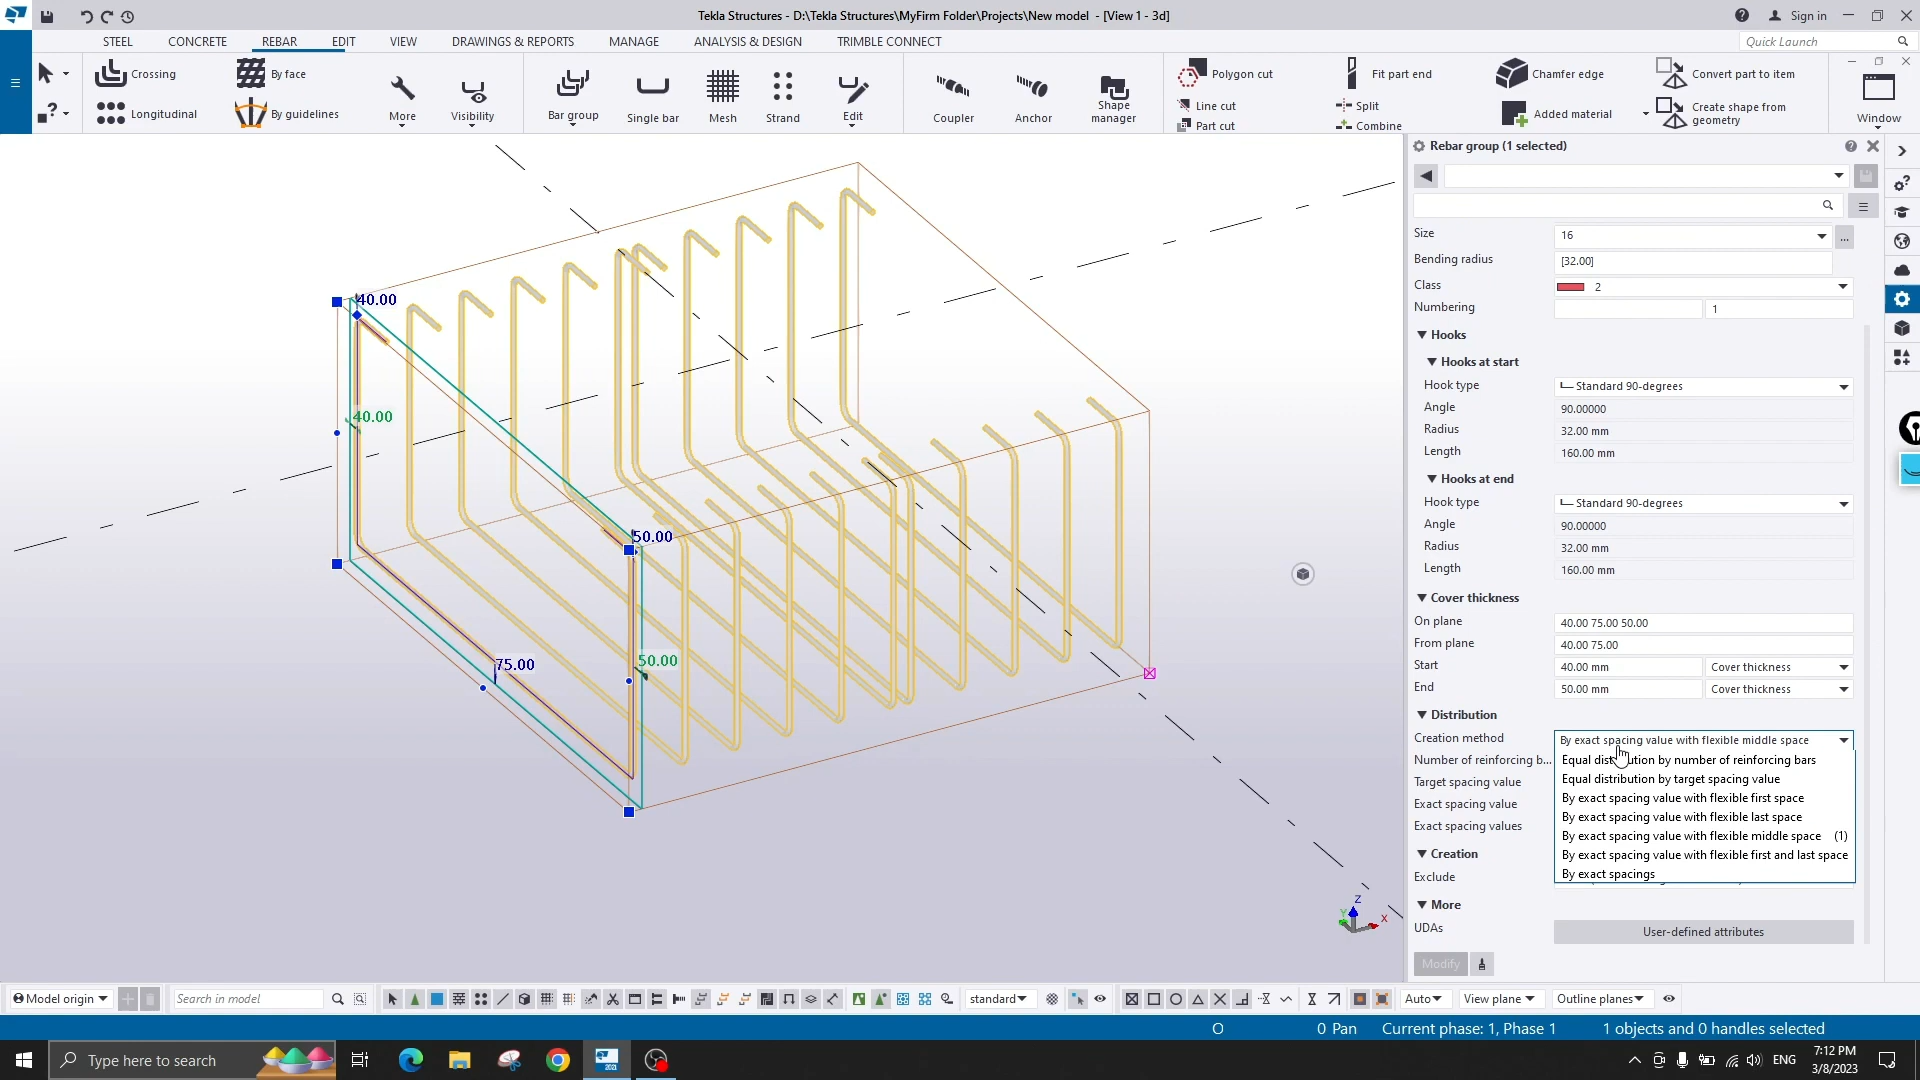 Tekla Structures - D:\Tekla Structures\MyFirm Folder\Projects\New model - [View 1 - 3d]
Sign in
STEEL CONCRETE REBAR EDIT VIEW DRAWINGS & REPORTS MANAGE ANALYSIS & DESIGN TRIMBLE CONNECT
Quick Launch
Crossing
Longitudinal
By face
By guidelines
More
Visibility
Bar group
Single bar
Mesh
Strand
Edit
Coupler
Anchor
Shape
manager
Polygon cut
Line cut
Part cut
Fit part end
Split
Combine
Chamfer edge
Added material
Convert part to item
Create shape from
geometry
Window
40.00
40.00
50.00
50.00
75.00
Z
Y
X
Rebar group (1 selected)
Size 16
...
Bending radius [32.00]
Class 2
Numbering 1
Hooks
Hooks at start
Hook type Standard 90-degrees
Angle 90.00000
Radius 32.00 mm
Length 160.00 mm
Hooks at end
Hook type Standard 90-degrees
Angle 90.00000
Radius 32.00 mm
Length 160.00 mm
Cover thickness
On plane 40.00 75.00 50.00
From plane 40.00 75.00
Start 40.00 mm Cover thickness
End 50.00 mm Cover thickness
Distribution
Creation method By exact spacing value with flexible middle space
Number of reinforcing b... Equal distribution by number of reinforcing bars
Target spacing value Equal distribution by target spacing value
Exact spacing value By exact spacing value with flexible first space
Exact spacing values By exact spacing value with flexible last space
By exact spacing value with flexible middle space (1)
By exact spacing value with flexible first and last space
By exact spacings
Creation
Exclude
More
UDAs User-defined attributes
Modify
Model origin
Search in model
standard
Auto
View plane
Outline planes
O 0 Pan Current phase: 1, Phase 1 1 objects and 0 handles selected
Type here to search
2021
ENG
7:12 PM
3/8/2023